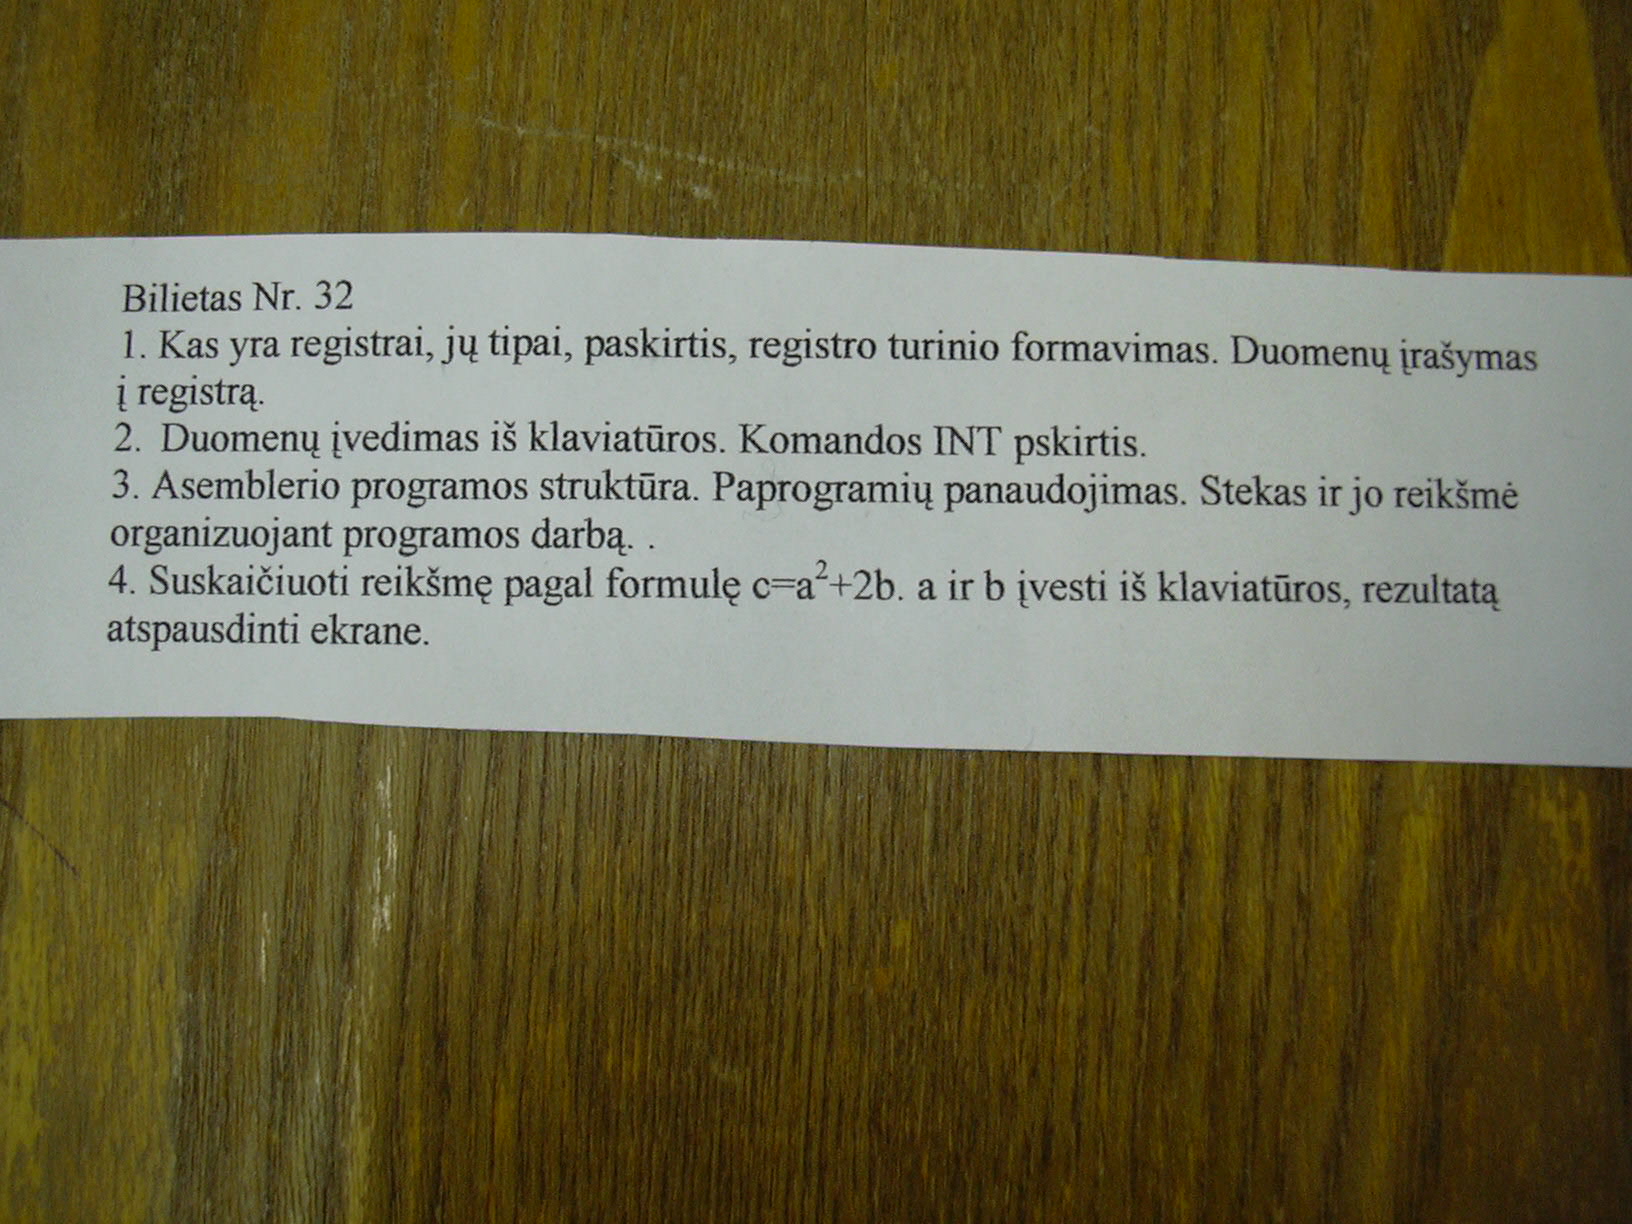 Bilietas Nr. 32
1. Kas yra registrai, jų tipai, paskirtis, registro turinio formavimas. Duomenų įrašymas
į registrą.
2. Duomenų įvedimas iš klaviatūros. Komandos INT pskirtis.
3. Asemblerio programos struktūra. Paprogramių panaudojimas. Stekas ir jo reikšmė
organizuojant programos darbą. .
4. Suskaičiuoti reikšmę pagal formulę c=a²+2b. a ir b įvesti iš klaviatūros, rezultatą
atspausdinti ekrane.